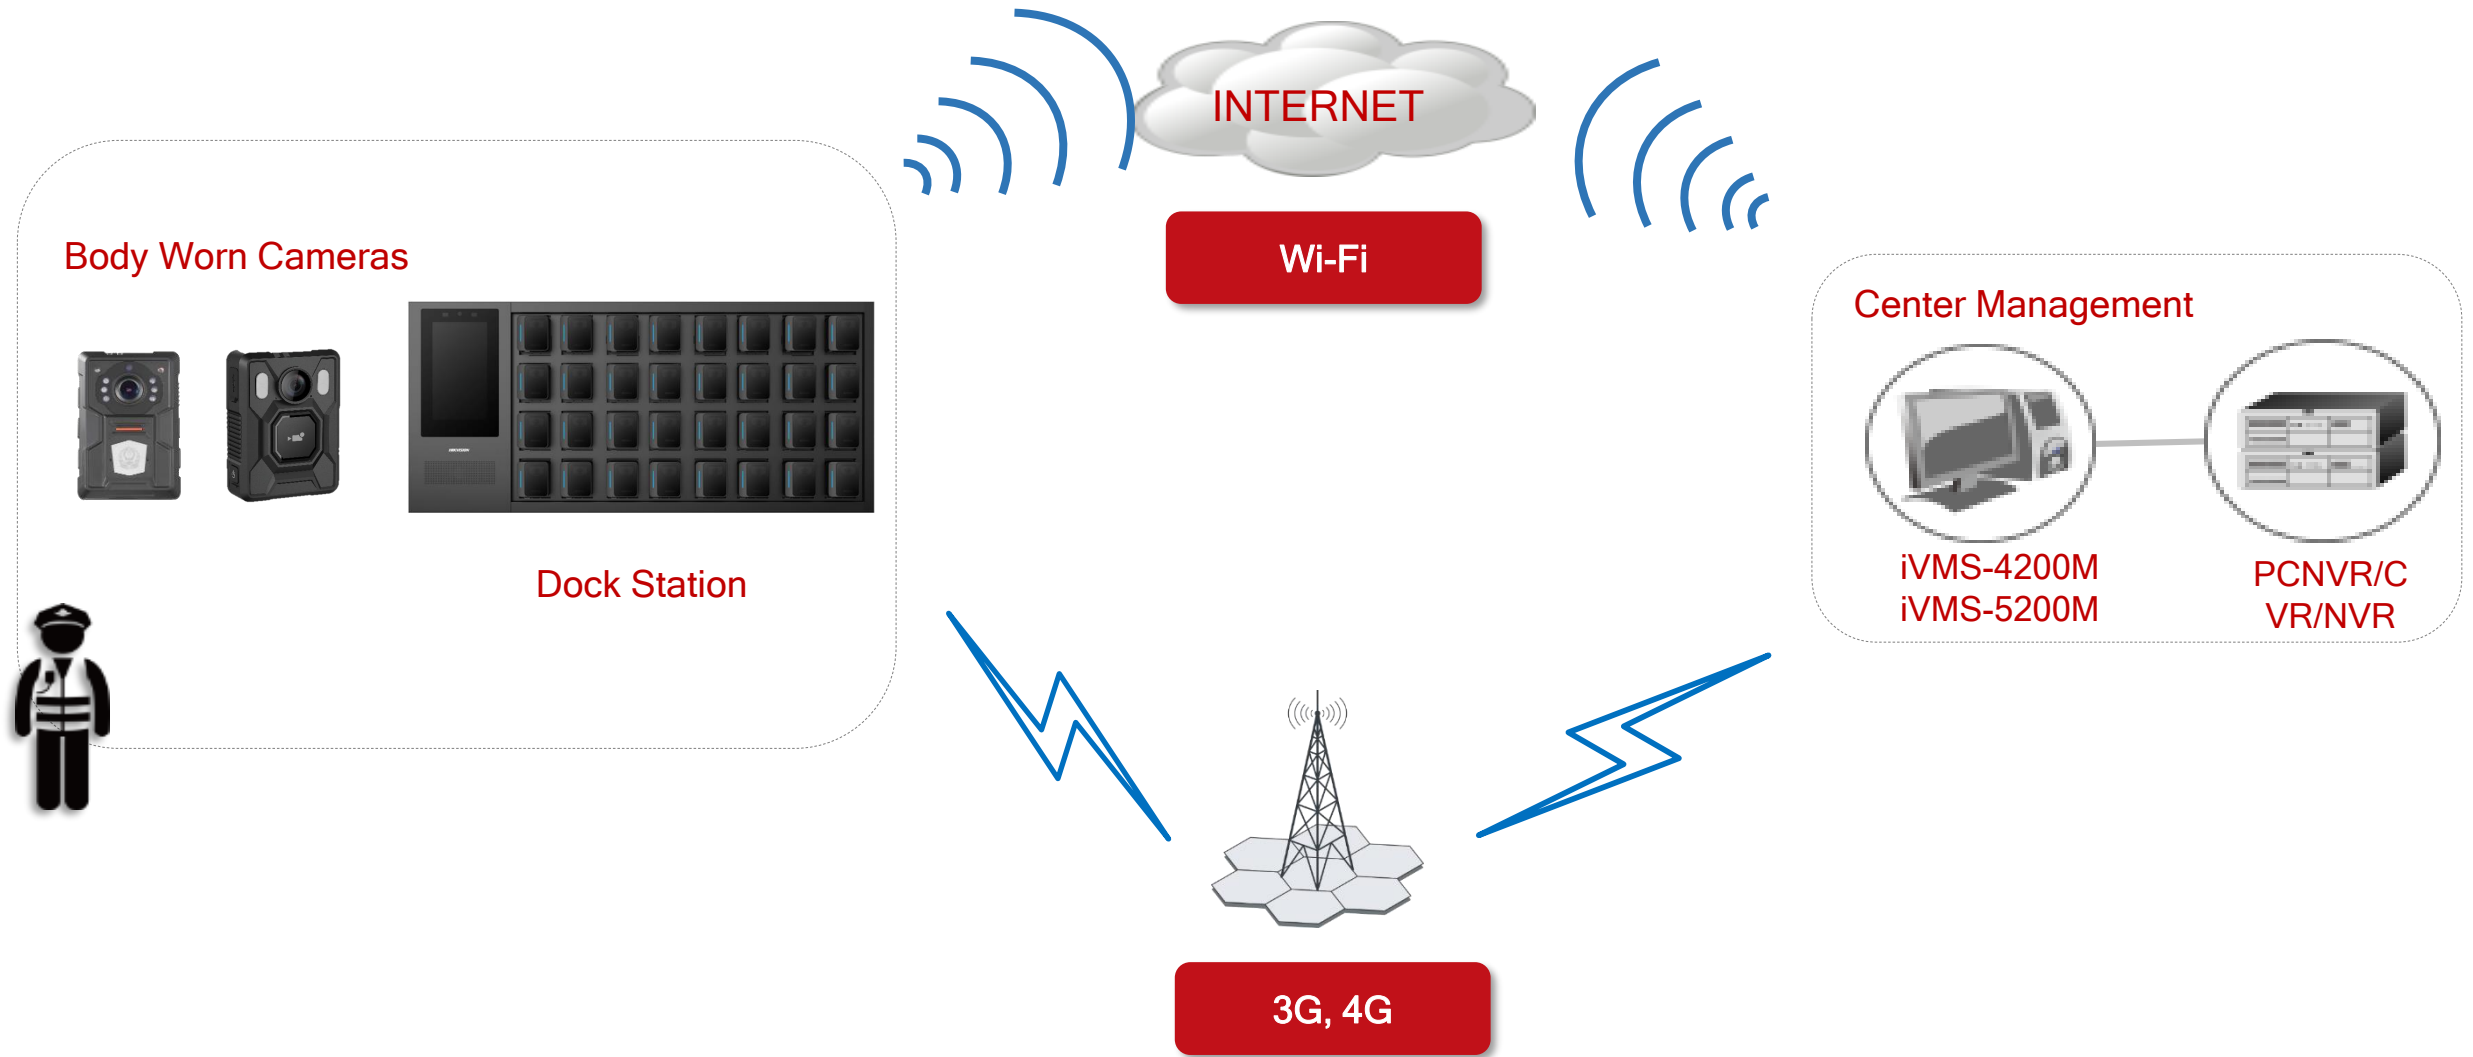 INTERNET
Wi-Fi
Body Worn Cameras
Dock Station
Center Management
iVMS-4200M
iVMS-5200M
PCNVR/C
VR/NVR
3G, 4G